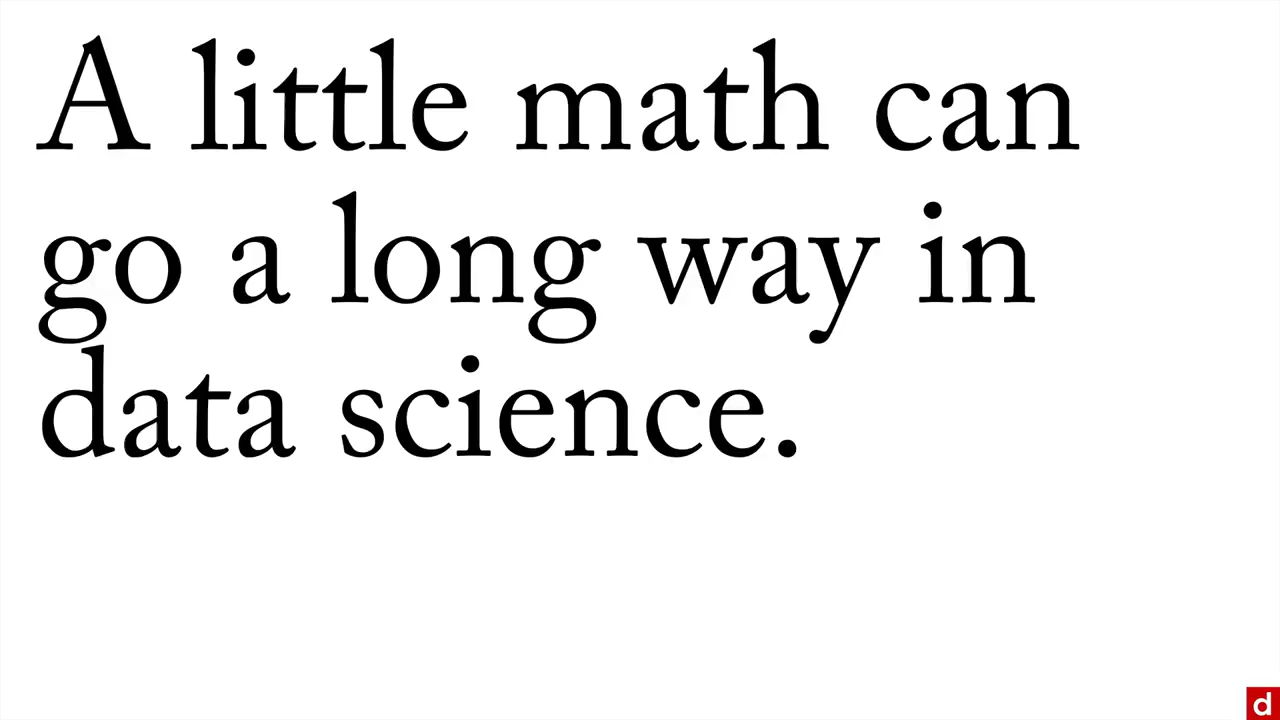 A little math can
go a long way in
data science.
d